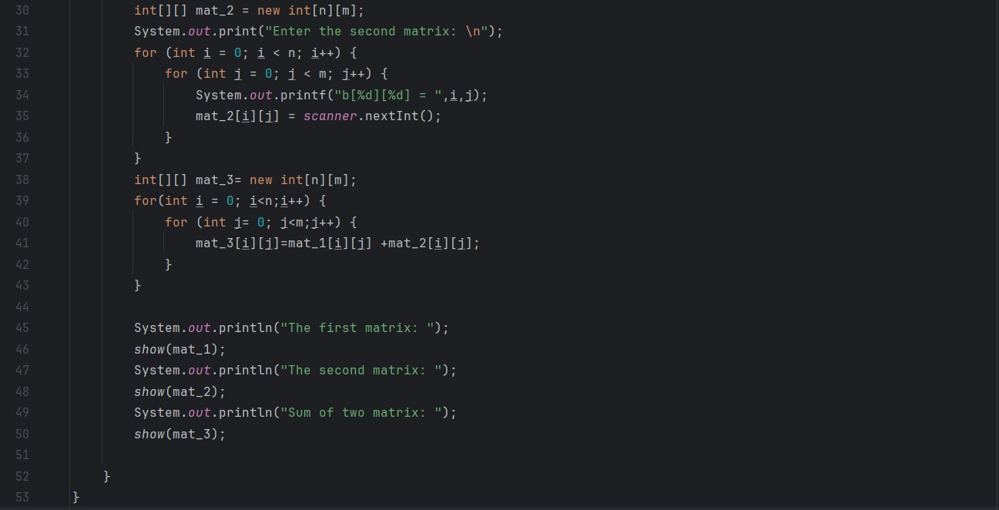 30 int[][] mat_2 = new int[n][m];
31 System.out.print("Enter the second matrix: \n");
32 for (int i = 0; i < n; i++) {
33 for (int j = 0; j < m; j++) {
34 System.out.printf("b[%d][%d] = ",i,j);
35 mat_2[i][j] = scanner.nextInt();
36 }
37 }
38 int[][] mat_3= new int[n][m];
39 for(int i = 0; i<n;i++) {
40 for (int j= 0; j<m;j++) {
41 mat_3[i][j]=mat_1[i][j] +mat_2[i][j];
42 }
43 }
44
45 System.out.println("The first matrix: ");
46 show(mat_1);
47 System.out.println("The second matrix: ");
48 show(mat_2);
49 System.out.println("Sum of two matrix: ");
50 show(mat_3);
51
52 }
53 }